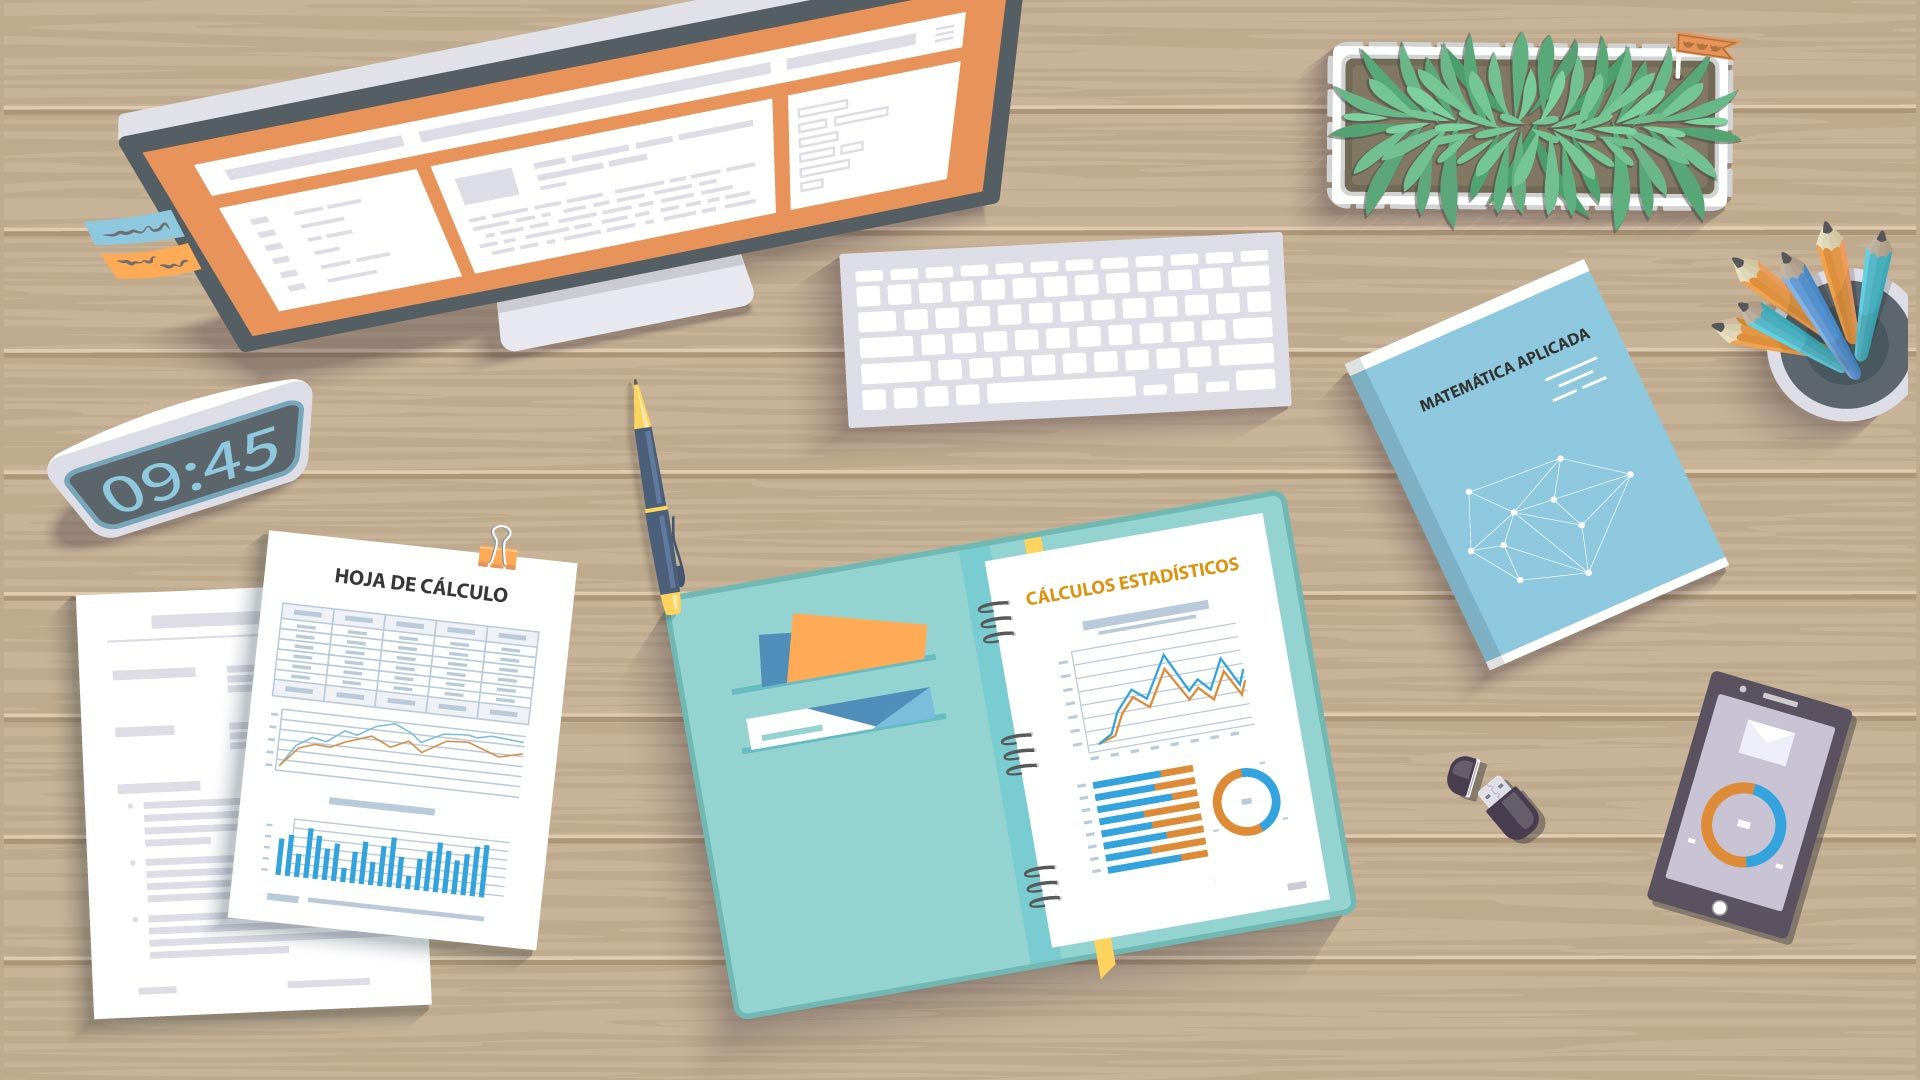 MATEMÁTICA APLICADA
09:45
HOJA DE CÁLCULO
CÁLCULOS ESTADÍSTICOS